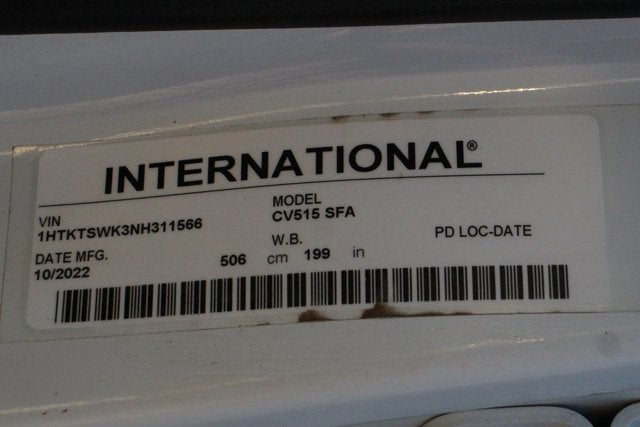 INTERNATIONAL®
VIN
1HTKTSWK3NH311566
MODEL
CV515 SFA
DATE MFG.
10/2022
W.B.
506 cm 199 in
PD LOC-DATE